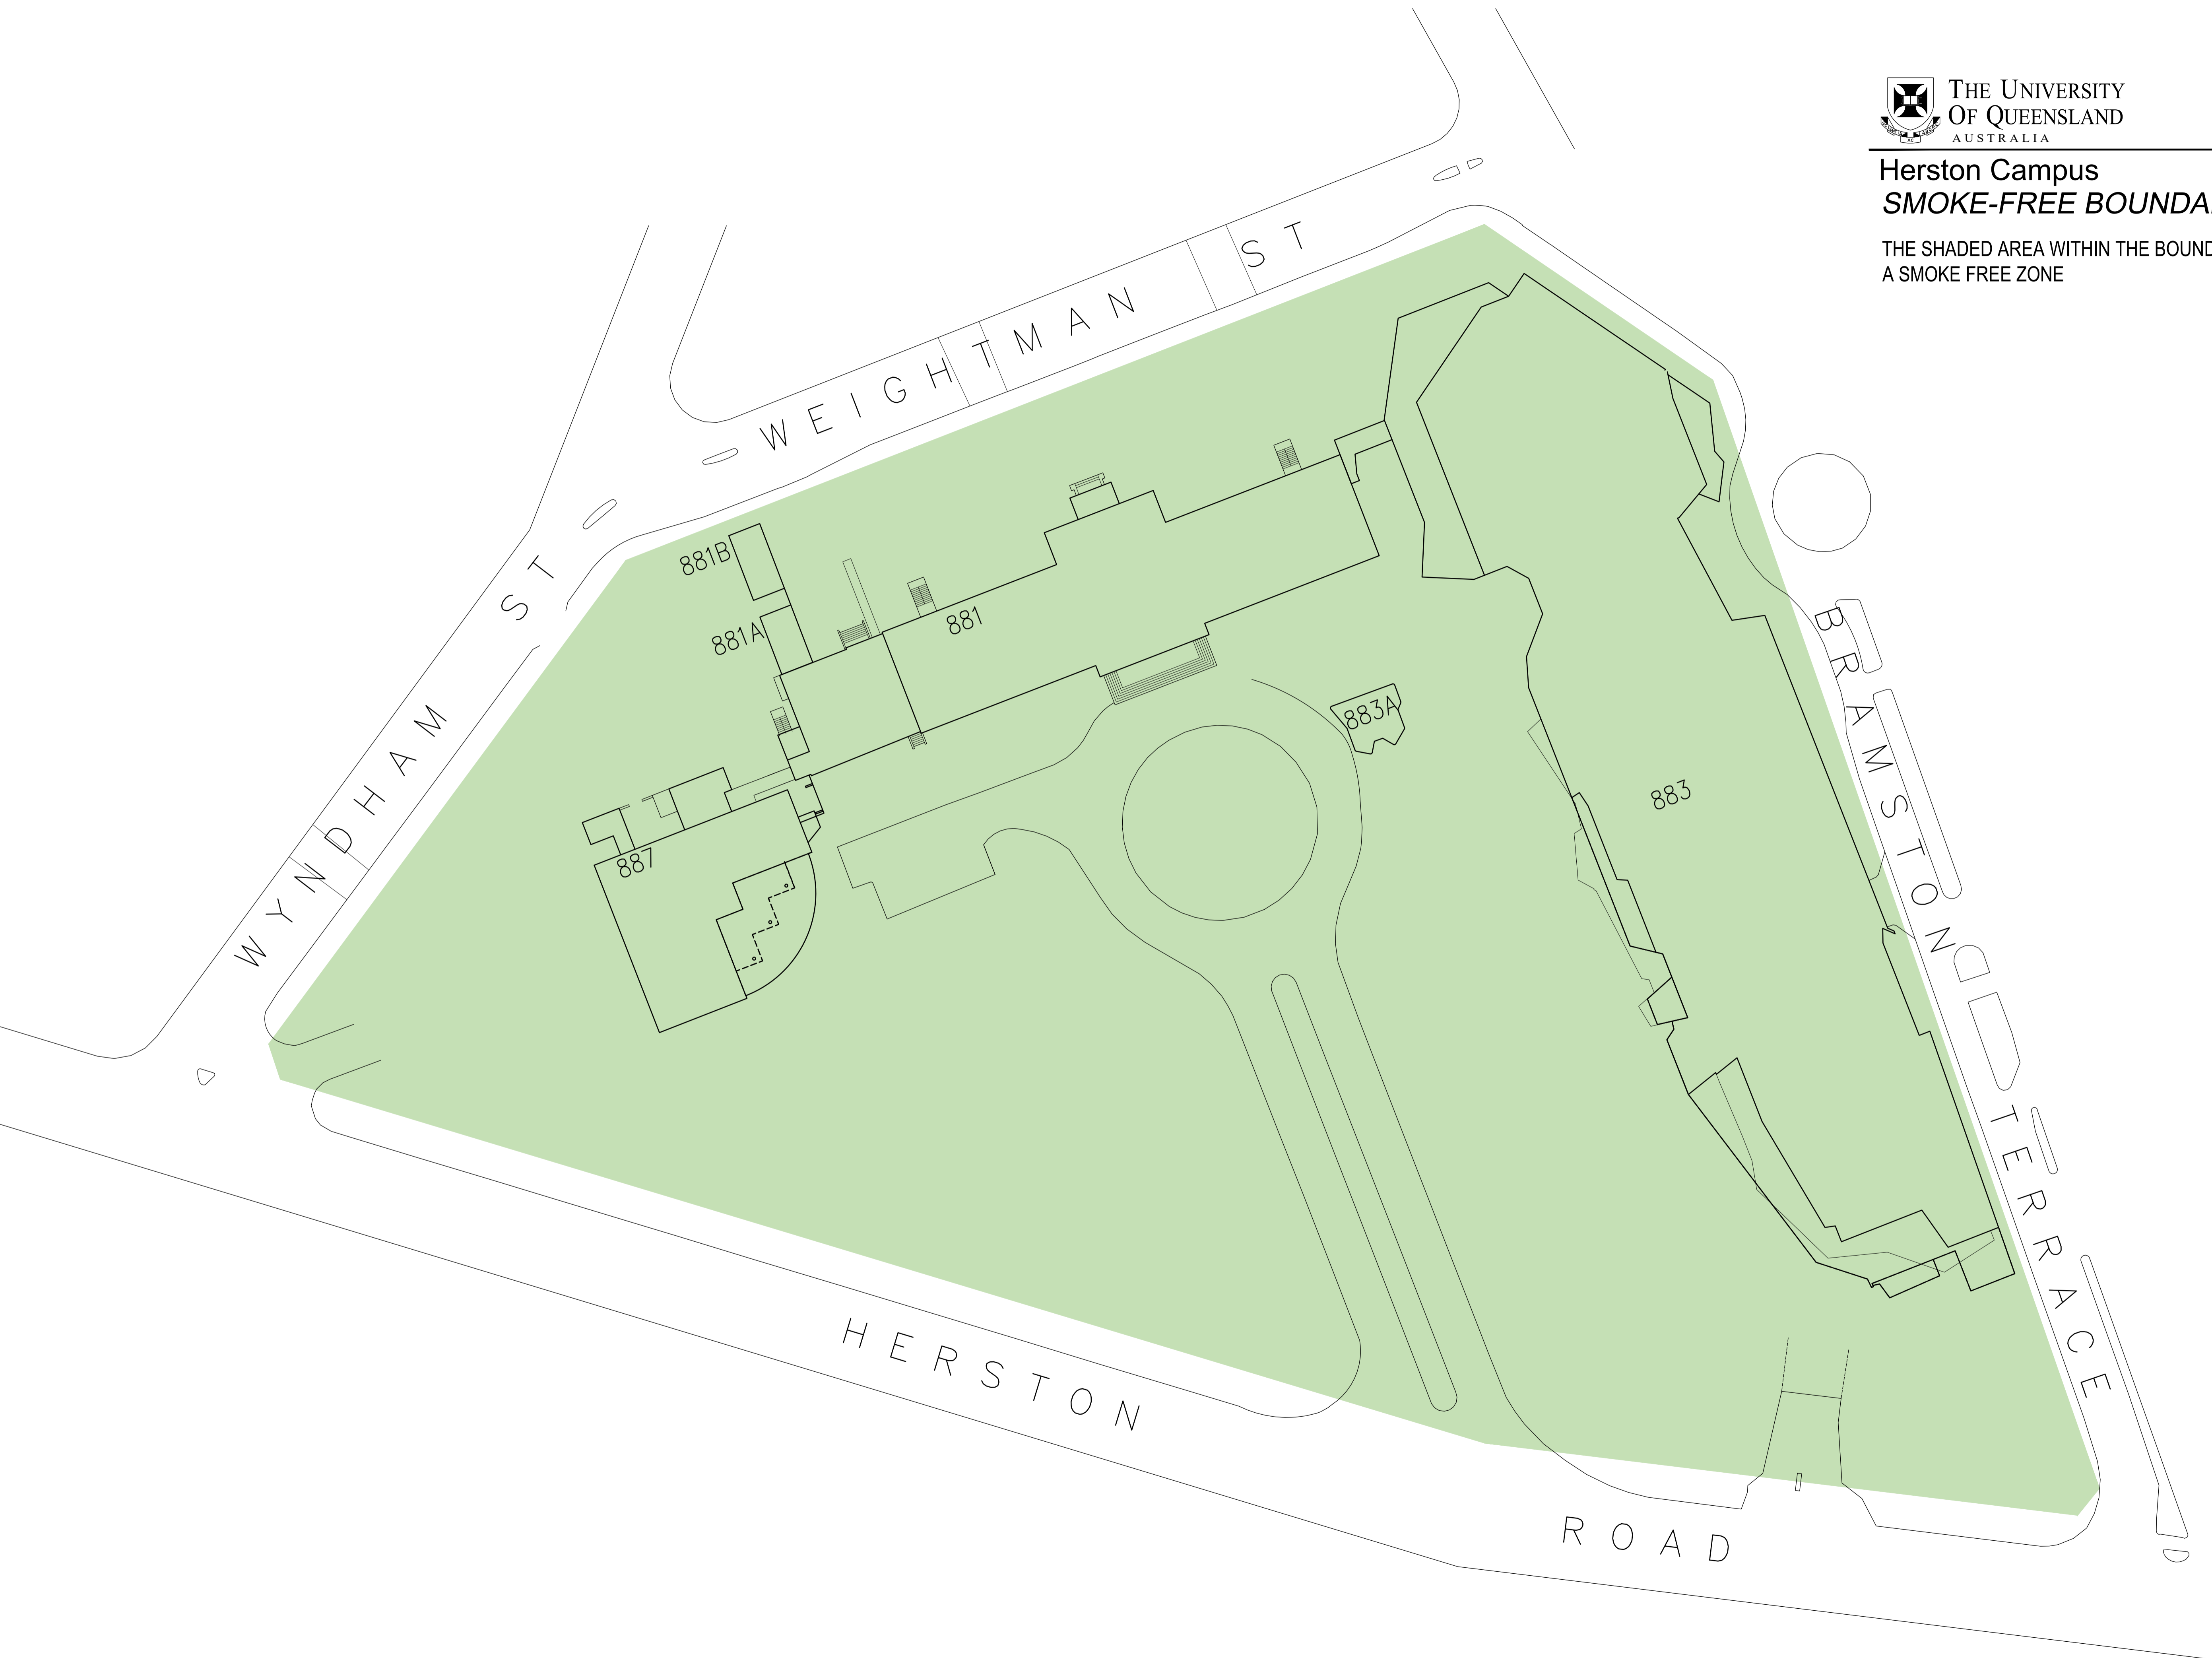 THE UNIVERSITY
OF QUEENSLAND
AUSTRALIA
Herston Campus
SMOKE-FREE BOUNDA
THE SHADED AREA WITHIN THE BOUND
A SMOKE FREE ZONE
WEIGHTMAN ST
WYNDHAM ST
BRAMSTON TERRACE
HERSTON ROAD
881B
881A
881
883A
883
887